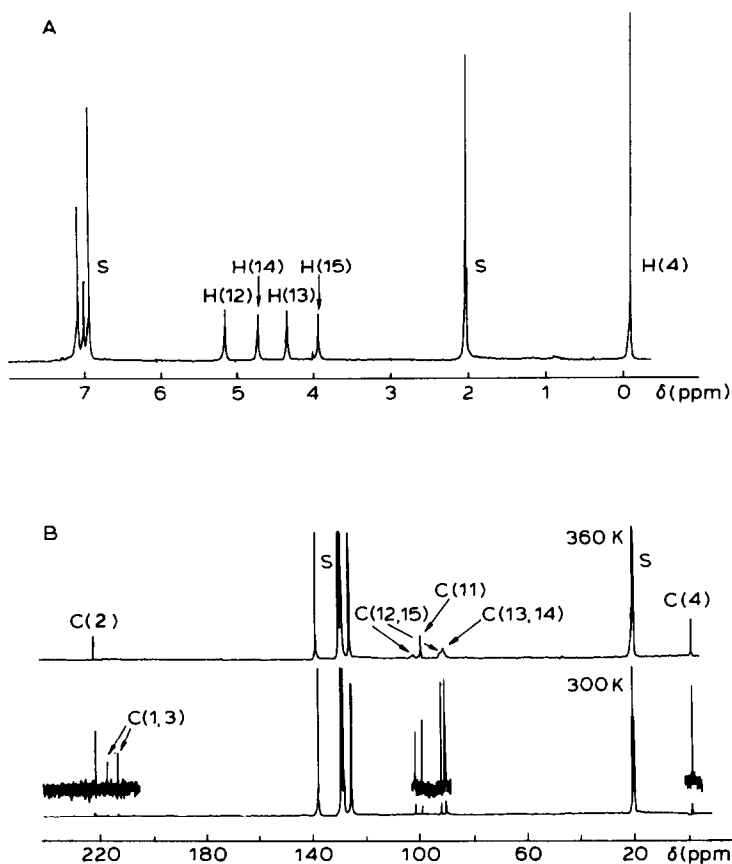 A
S
H(14)
H(15)
H(12)
H(13)
S
H(4)
7
6
5
4
3
2
1
0
δ(ppm)
B
360 K
S
C(11)
S
C(2)
C(12,15)
C(13,14)
C(4)
300 K
C(1,3)
220
180
140
100
60
20
δ(ppm)